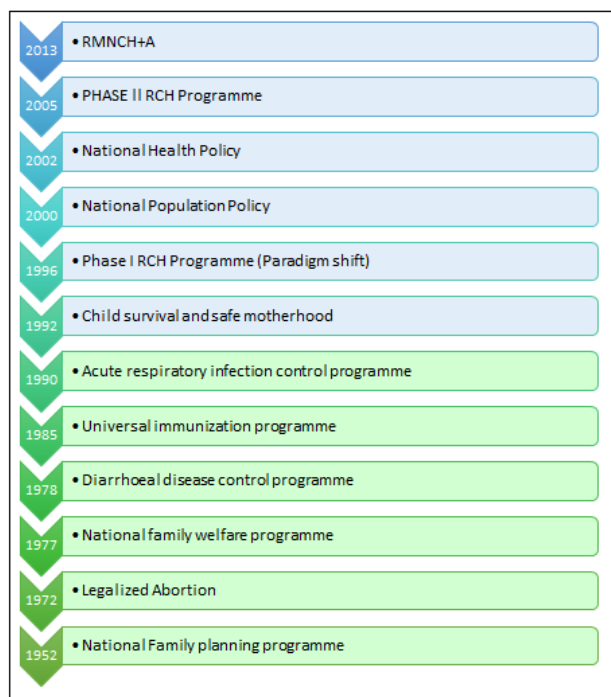 2013
• RMNCH+A
2005
• PHASE II RCH Programme
2002
• National Health Policy
2000
• National Population Policy
1996
• Phase I RCH Programme (Paradigm shift)
1992
• Child survival and safe motherhood
1990
• Acute respiratory infection control programme
1985
• Universal immunization programme
1978
• Diarrhoeal disease control programme
1977
• National family welfare programme
1972
• Legalized Abortion
1952
• National Family planning programme